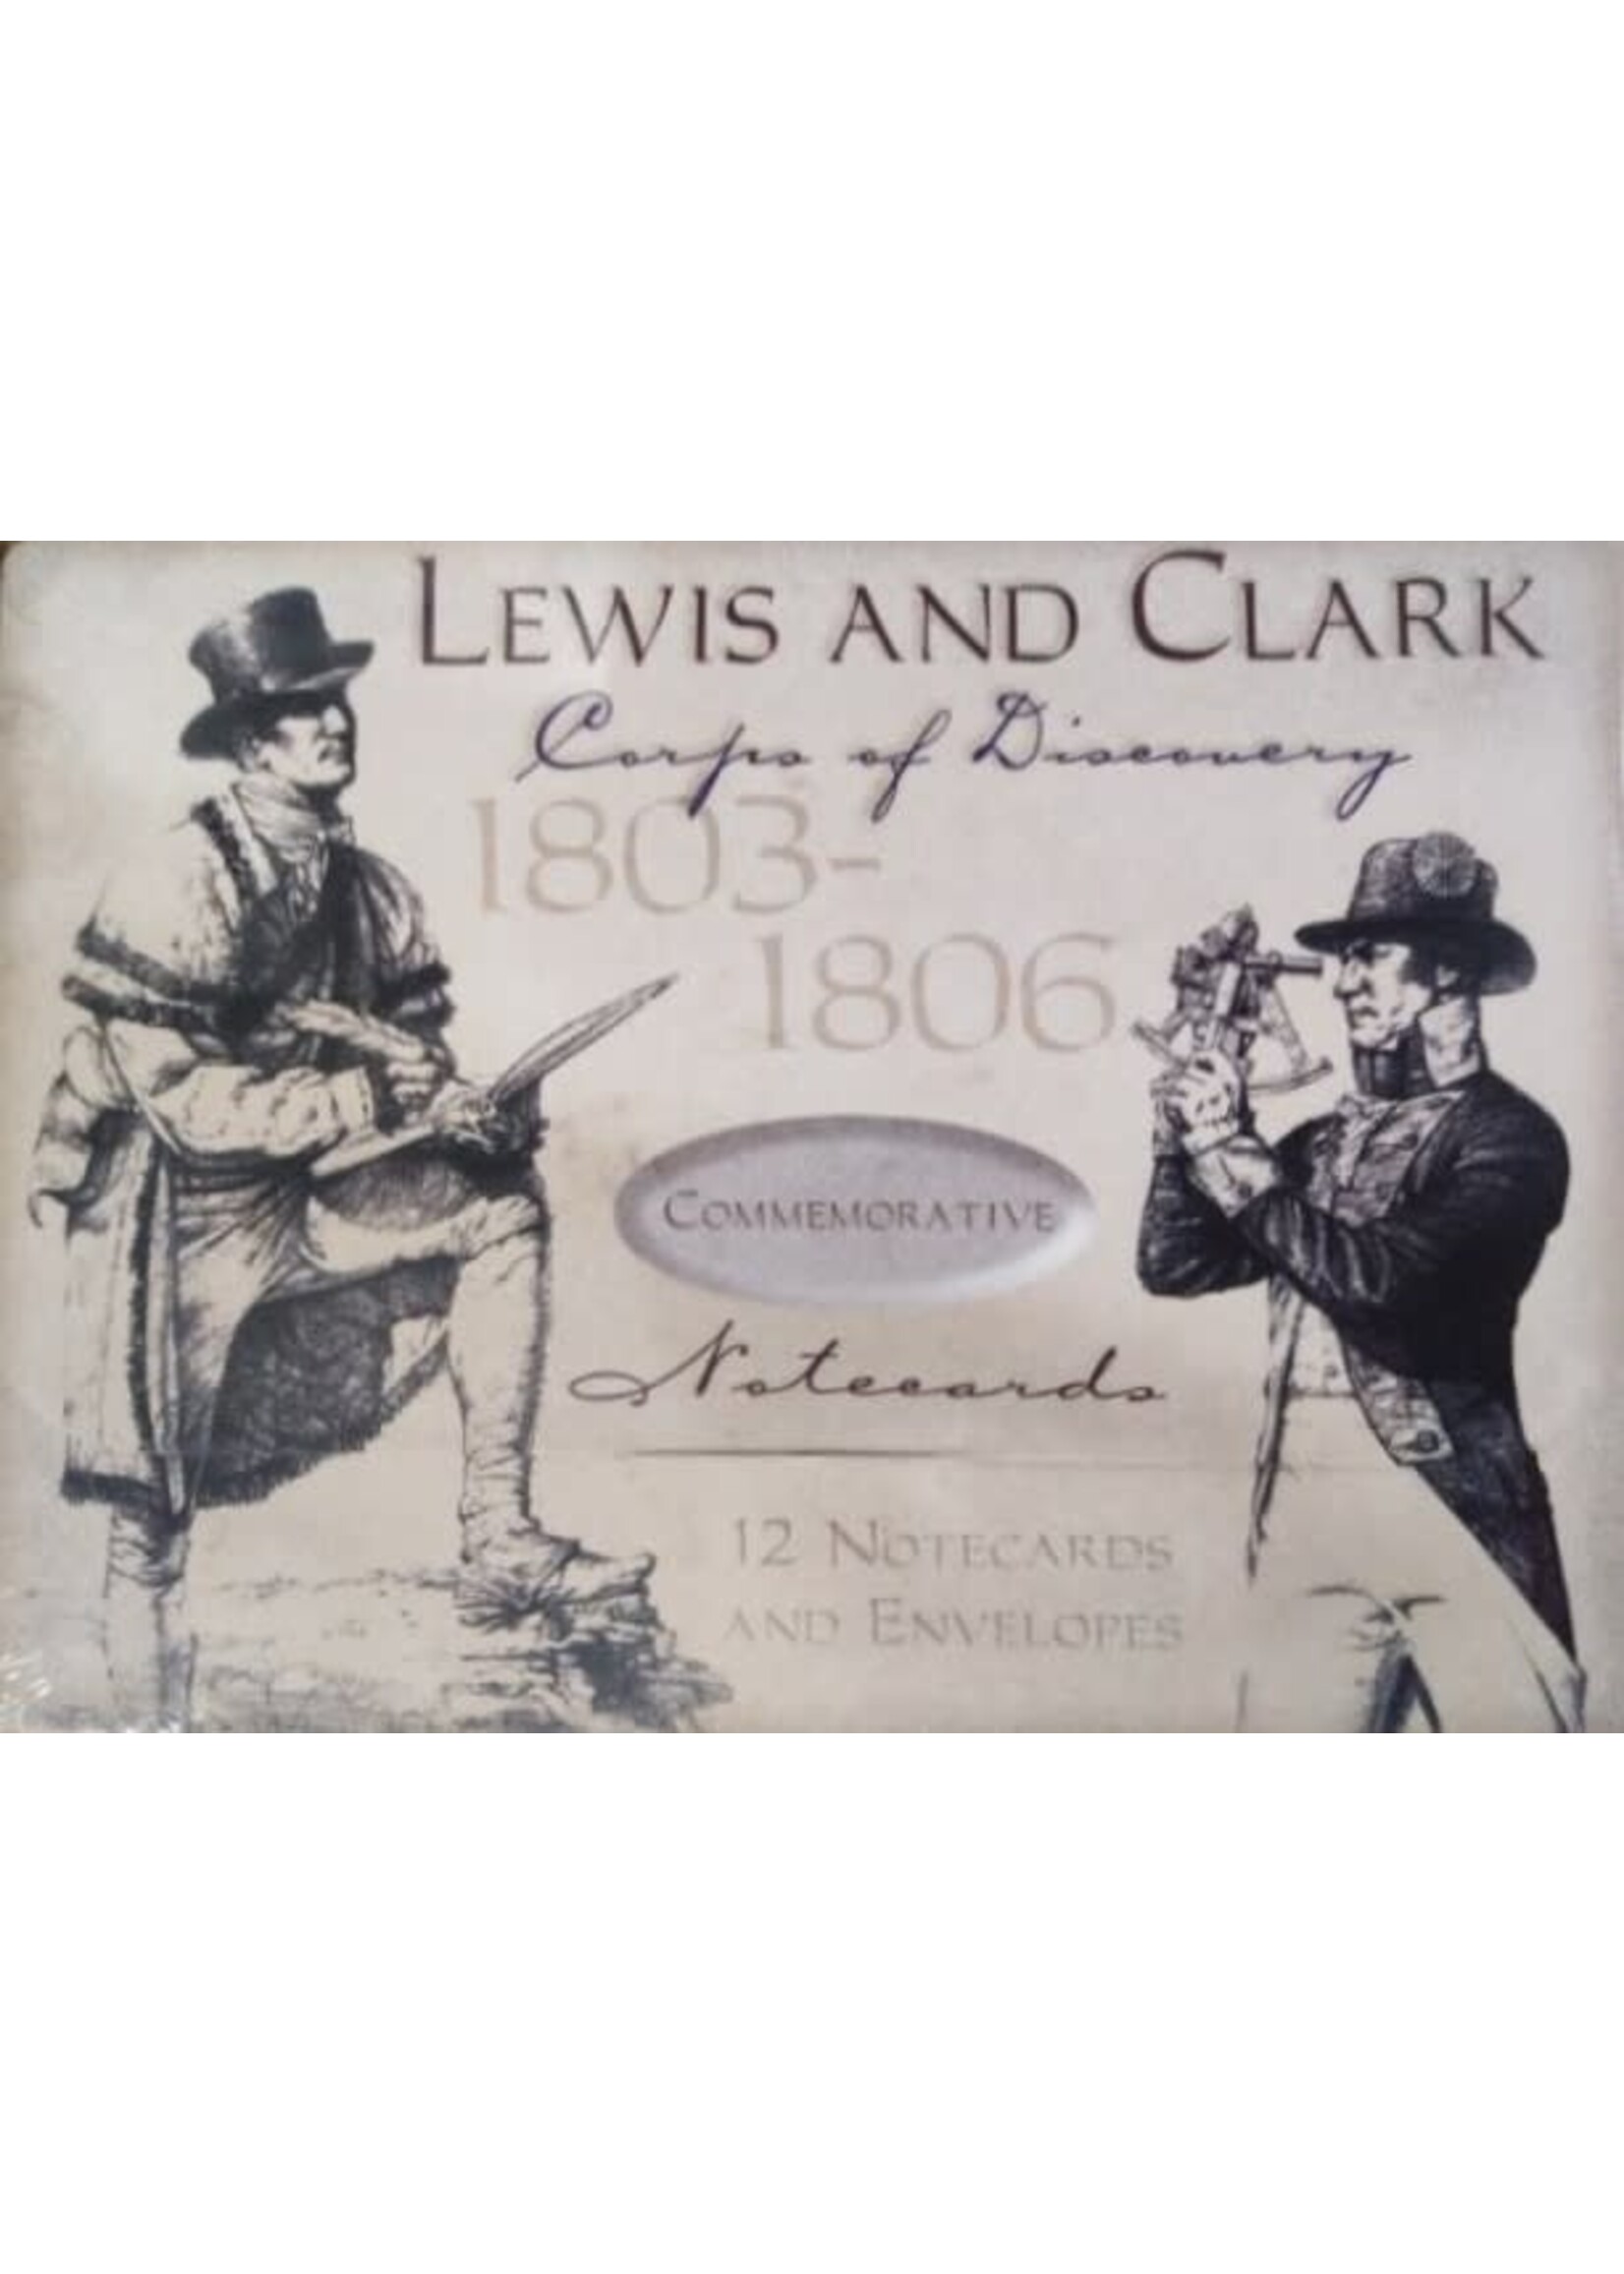 LEWIS AND CLARK
Corps of Discovery
1803-
1806
COMMEMORATIVE
Notecards
12 NOTECARDS
AND ENVELOPES